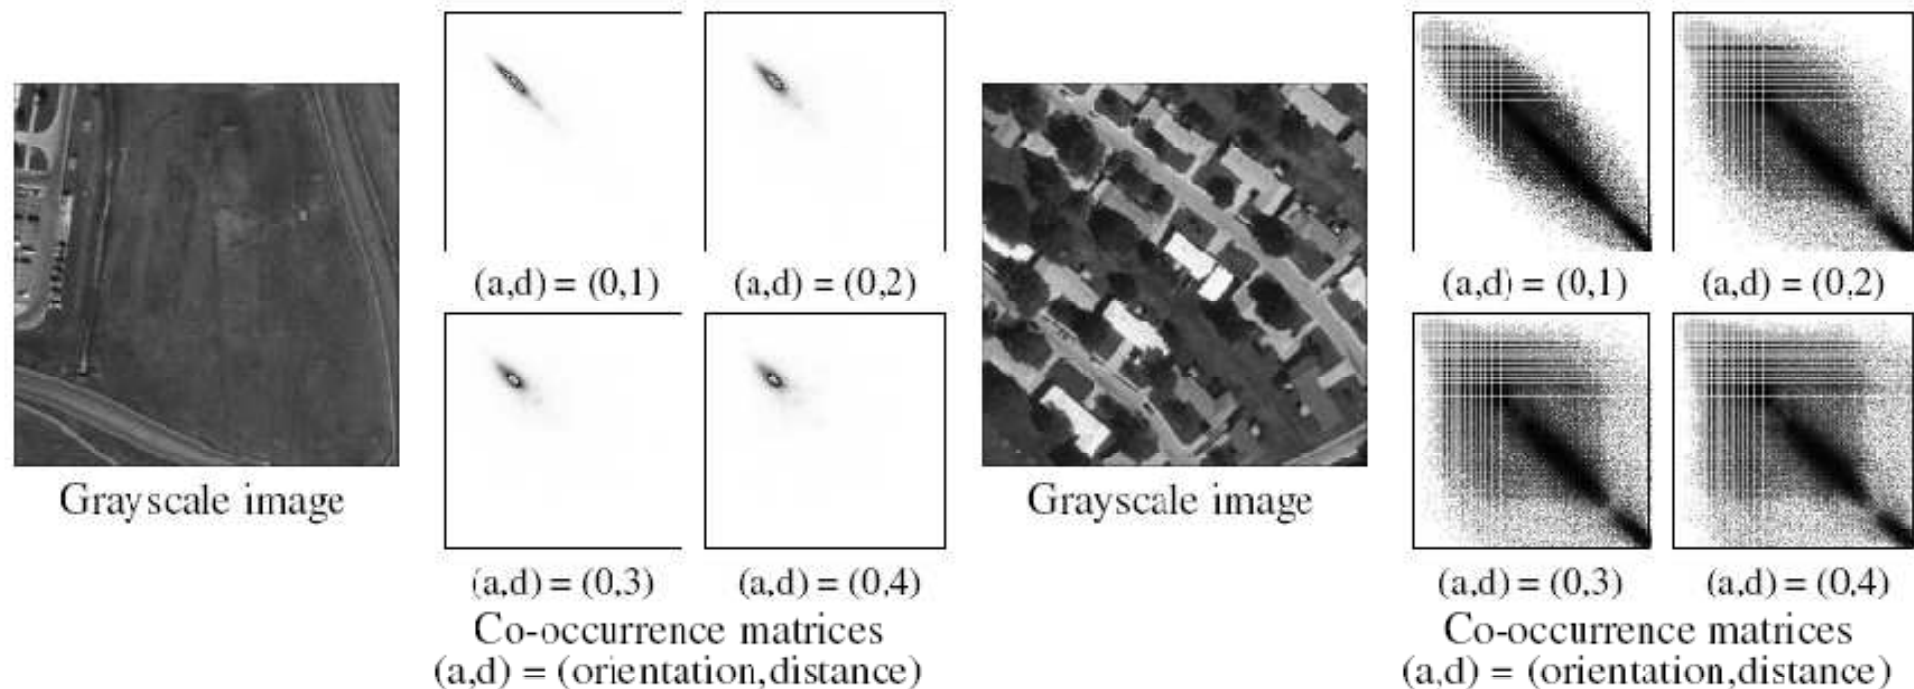 (a,d) = (0,1)
(a,d) = (0,2)
Grayscale image
(a,d) = (0,3)
(a,d) = (0,4)
Co-occurrence matrices
(a,d) = (orientation,distance)
(a,d) = (0,1)
(a,d) = (0,2)
Grayscale image
(a,d) = (0,3)
(a,d) = (0,4)
Co-occurrence matrices
(a,d) = (orientation,distance)